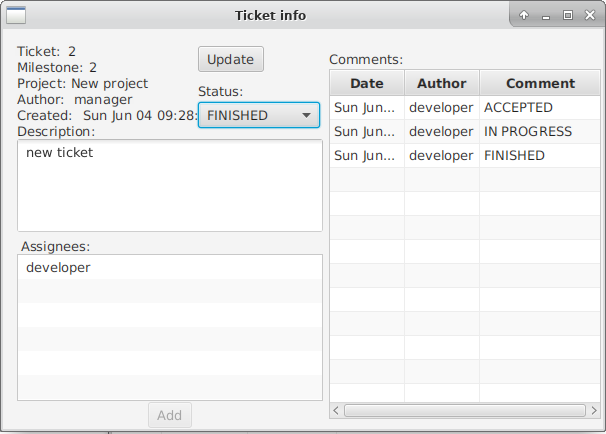 Ticket info
Ticket: 2
Milestone: 2
Project: New project
Author: manager
Created: Sun Jun 04 09:28:
Description:
new ticket
Update
Status:
FINISHED
Assignees:
developer
Add
Comments:
Date Author Comment
Sun Jun... developer ACCEPTED
Sun Jun... developer IN PROGRESS
Sun Jun... developer FINISHED